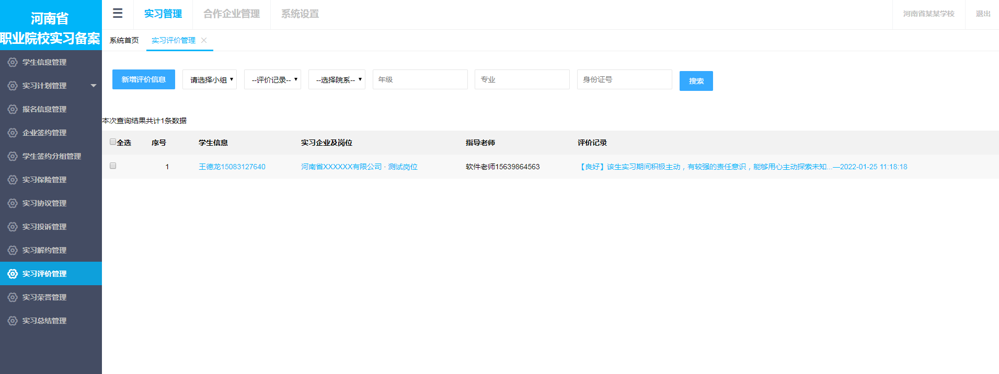 河南省
职业院校实习备案
实习管理 合作企业管理 系统设置 河南省某某学校 退出
系统首页 实习评价管理
学生信息管理
实习计划管理
报名信息管理
企业签约管理
学生签约分组管理
实习保险管理
实习协议管理
实习投诉管理
实习解约管理
实习评价管理
实习荣誉管理
实习总结管理
新增评价信息 请选择小组 --评价记录-- --选择院系-- 年级 专业 身份证号 搜索
本次查询结果共计1条数据
全选 序号 学生信息 实习企业及岗位 指导老师 评价记录
1 王德龙15083127640 河南省XXXXXX有限公司 · 测试岗位 软件老师15639864563 【良好】该生实习期间积极主动，有较强的责任意识，能够用心主动探索未知...—2022-01-25 11:18:18